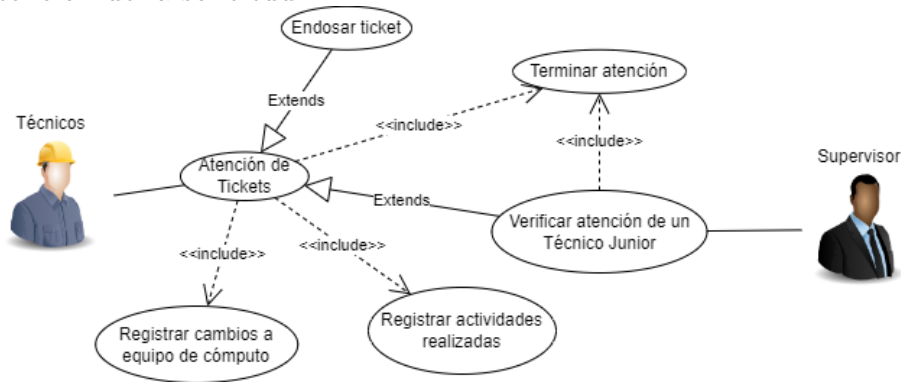 Endosar ticket
Terminar atención
Extends
Técnicos
<<include>>
<<include>>
Supervisor
Atención de
Tickets
Extends
Verificar atención de un
Técnico Junior
<<include>>
<<include>>
Registrar cambios a
equipo de cómputo
Registrar actividades
realizadas